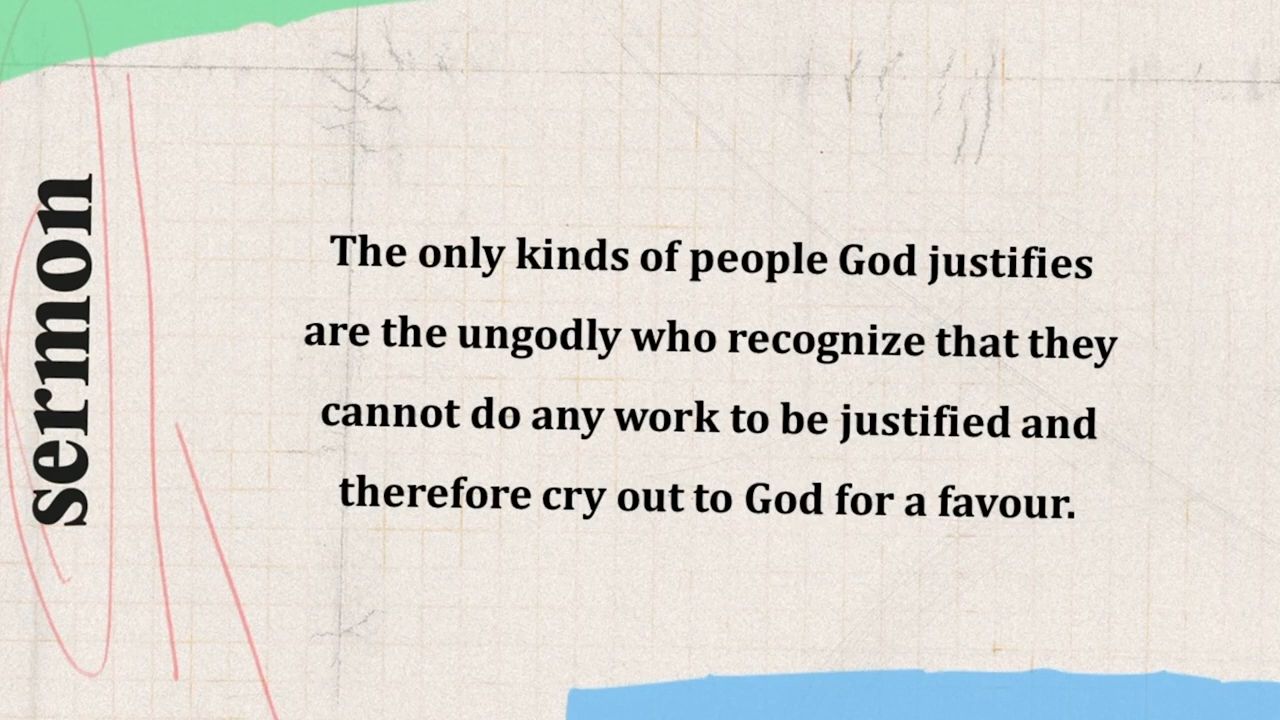 sermon
The only kinds of people God justifies
are the ungodly who recognize that they
cannot do any work to be justified and
therefore cry out to God for a favour.